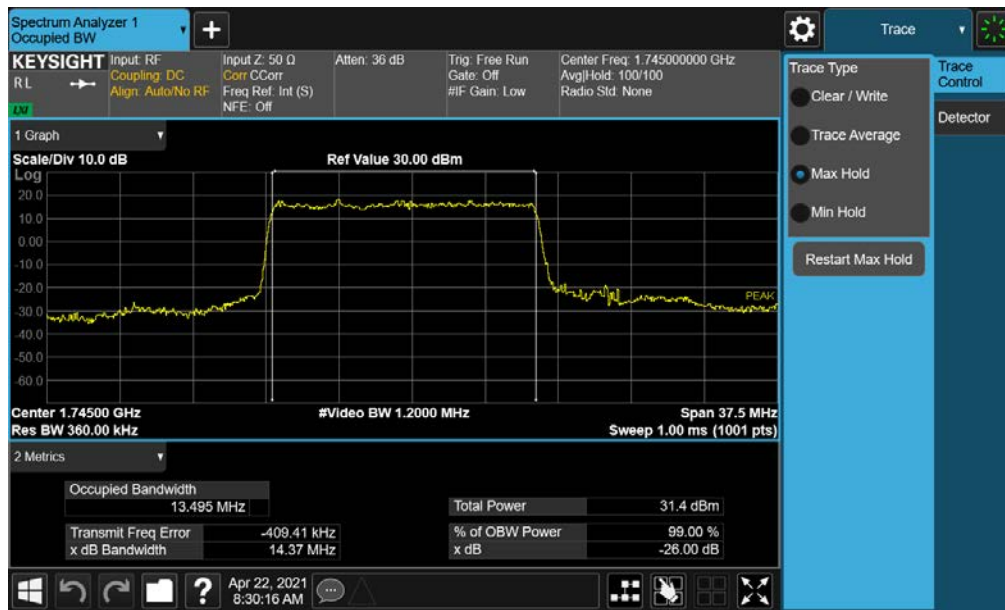 Spectrum Analyzer 1
Occupied BW
+
Trace
KEYSIGHT
RL
LXI
Input: RF
Coupling: DC
Align: Auto/No RF
Input Z: 50 Ω
Corr CCorr
Freq Ref: Int (S)
NFE: Off
Atten: 36 dB
Trig: Free Run
Gate: Off
#IF Gain: Low
Center Freq: 1.745000000 GHz
Avg|Hold: 100/100
Radio Std: None
Trace Type
Clear / Write
Trace Average
Max Hold
Min Hold
Restart Max Hold
Trace
Control
Detector
1 Graph
Scale/Div 10.0 dB
Ref Value 30.00 dBm
Log
20.0
10.0
0.00
-10.0
-20.0
-30.0
-40.0
-50.0
-60.0
PEAK
Center 1.74500 GHz
#Video BW 1.2000 MHz
Span 37.5 MHz
Res BW 360.00 kHz
Sweep 1.00 ms (1001 pts)
2 Metrics
Occupied Bandwidth
13.495 MHz
Total Power 31.4 dBm
Transmit Freq Error -409.41 kHz
% of OBW Power 99.00 %
x dB Bandwidth 14.37 MHz
x dB -26.00 dB
?
Apr 22, 2021
8:30:16 AM